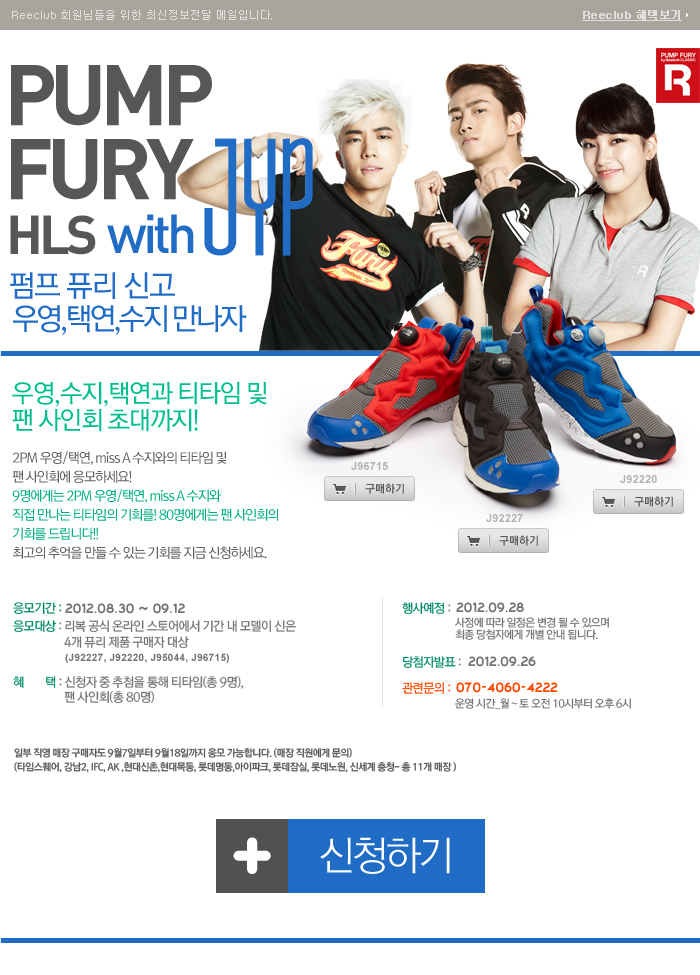 Reeclub 회원님들을 위한 최신정보전달 메일입니다.
Reeclub 혜택보기
PUMP FURY
by Reebok CLASSIC
R
PUMP
FURY
HLS with JYP
Fury
R
펌프 퓨리 신고
우영,택연,수지 만나자
우영,수지,택연과 티타임 및
팬 사인회 초대까지!
2PM 우영/택연, miss A 수지와의 티타임 및
팬 사인회에 응모하세요!
9명에게는 2PM 우영/택연, miss A 수지와
직접 만나는 티타임의 기회를! 80명에게는 팬 사인회의
기회를 드립니다!!
최고의 추억을 만들 수 있는 기회를 지금 신청하세요.
J96715
구매하기
J92227
구매하기
J92220
구매하기
응모기간 : 2012.08.30 ~ 09.12
응모대상 : 리복 공식 온라인 스토어에서 기간 내 모델이 신은
4개 퓨리 제품 구매자 대상
(J92227, J92220, J95044, J96715)
혜 택 : 신청자 중 추첨을 통해 티타임(총 9명),
팬 사인회(총 80명)
행사예정 : 2012.09.28
사정에 따라 일정은 변경 될 수 있으며
최종 당첨자에게 개별 안내 됩니다.
당첨자발표 : 2012.09.26
관련문의 : 070-4060-4222
운영 시간_월 ~ 토 오전 10시부터 오후 6시
일부 직영 매장 구매자도 9월7일부터 9월18일까지 응모 가능합니다. (매장 직원에게 문의)
(타임스퀘어, 강남2, IFC, AK ,현대신촌,현대목동, 롯데명동,아이파크, 롯데잠실, 롯데노원, 신세계 충청- 총 11개 매장 )
신청하기